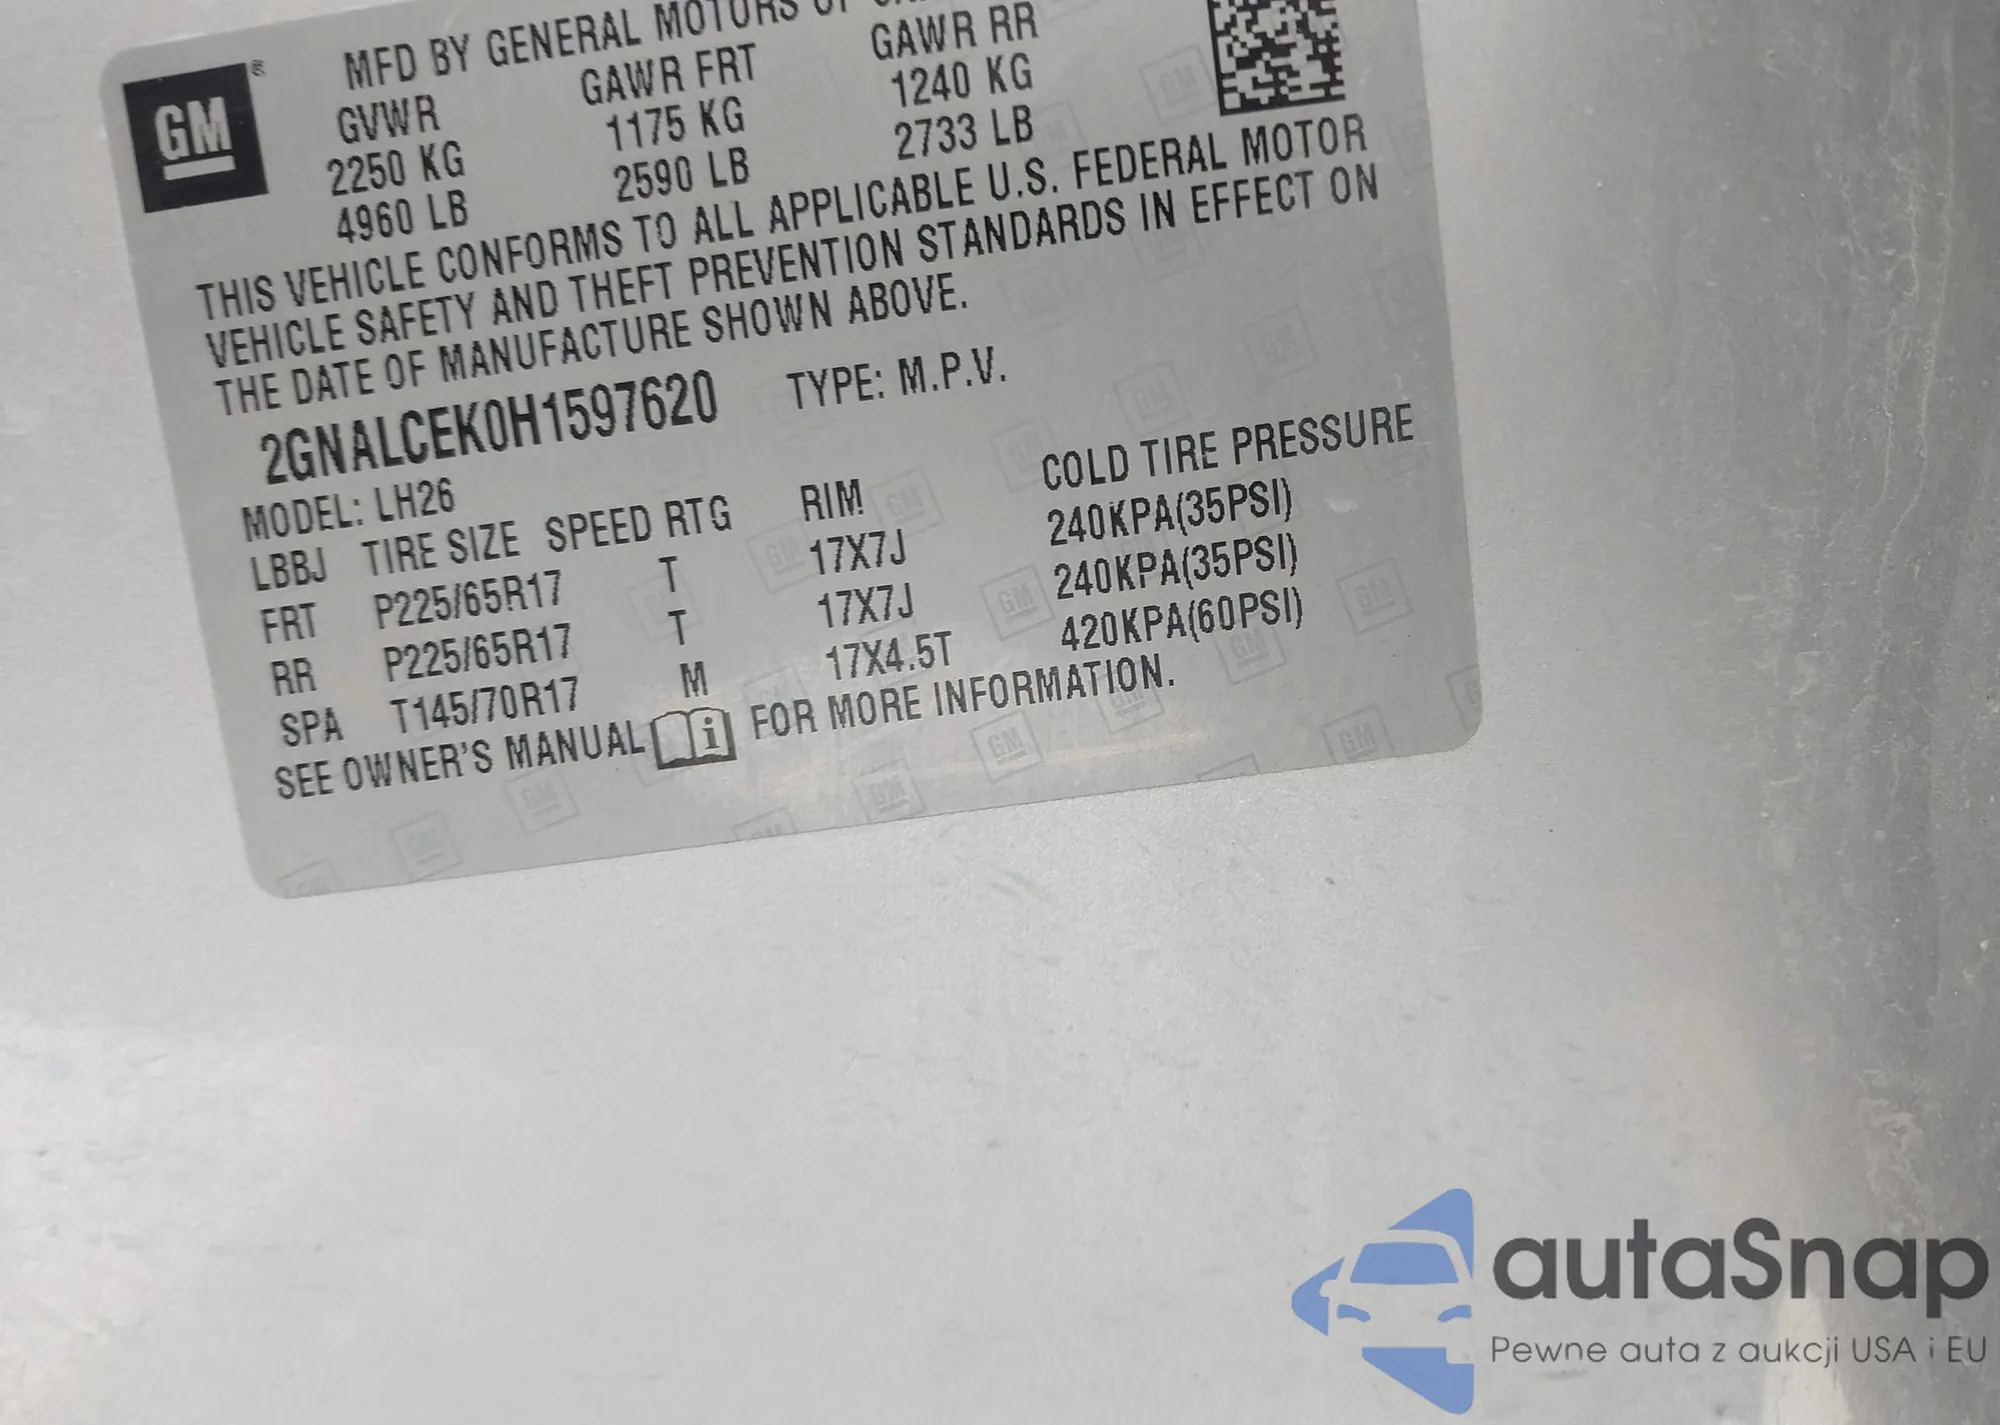 GM ®
MFD BY GENERAL MOTORS OF
GVWR GAWR FRT GAWR RR
2250 KG 1175 KG 1240 KG
4960 LB 2590 LB 2733 LB
THIS VEHICLE CONFORMS TO ALL APPLICABLE U.S. FEDERAL MOTOR
VEHICLE SAFETY AND THEFT PREVENTION STANDARDS IN EFFECT ON
THE DATE OF MANUFACTURE SHOWN ABOVE.
2GNALCEK0H1597620 TYPE: M.P.V.
MODEL: LH26
LBBJ TIRE SIZE SPEED RTG RIM COLD TIRE PRESSURE
FRT P225/65R17 T 17X7J 240KPA(35PSI)
RR P225/65R17 T 17X7J 240KPA(35PSI)
SPA T145/70R17 M 17X4.5T 420KPA(60PSI)
SEE OWNER'S MANUAL i FOR MORE INFORMATION.
autaSnap
Pewne auta z aukcji USA i EU